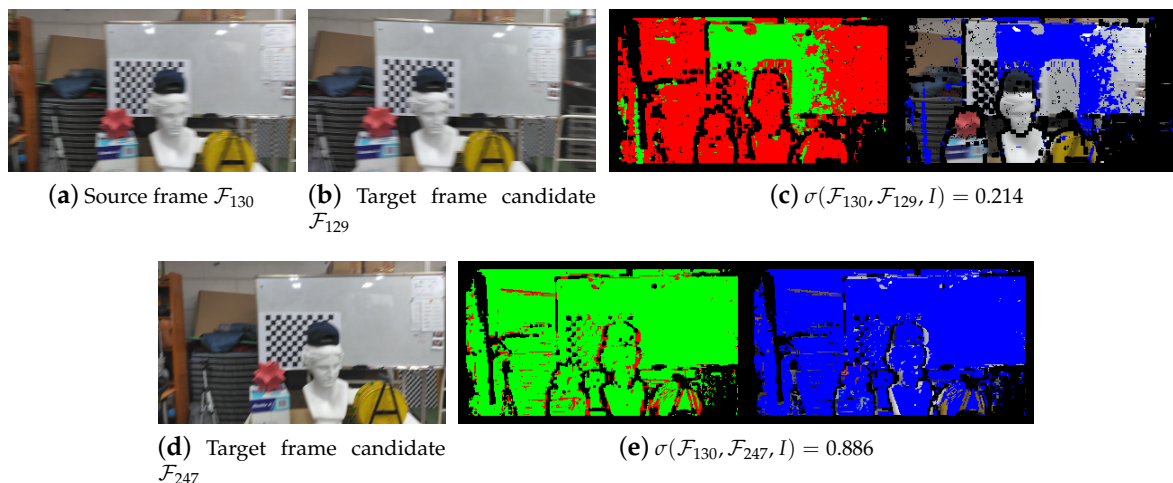 (a) Source frame 𝓕₁₃₀
(b) Target frame candidate
𝓕₁₂₉
(c) σ(𝓕₁₃₀, 𝓕₁₂₉, I) = 0.214
(d) Target frame candidate
𝓕₂₄₇
(e) σ(𝓕₁₃₀, 𝓕₂₄₇, I) = 0.886